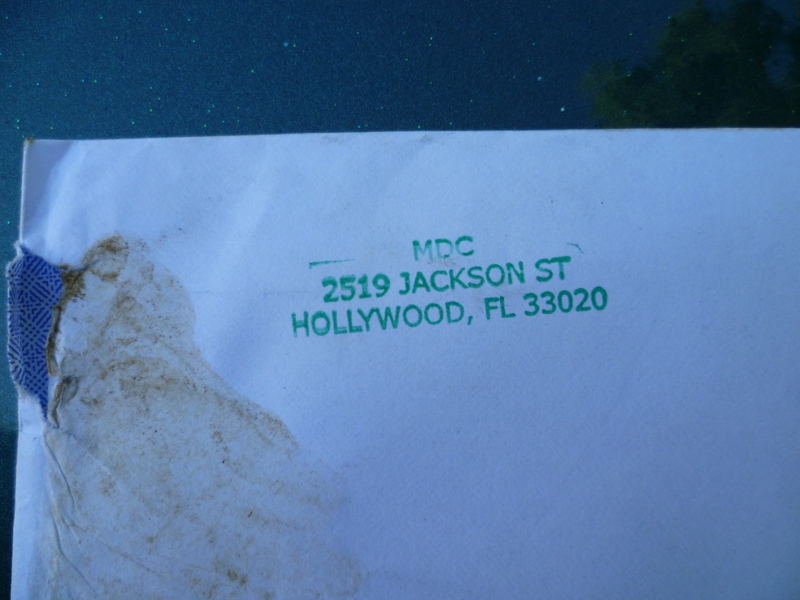 MDC
2519 JACKSON ST
HOLLYWOOD, FL 33020